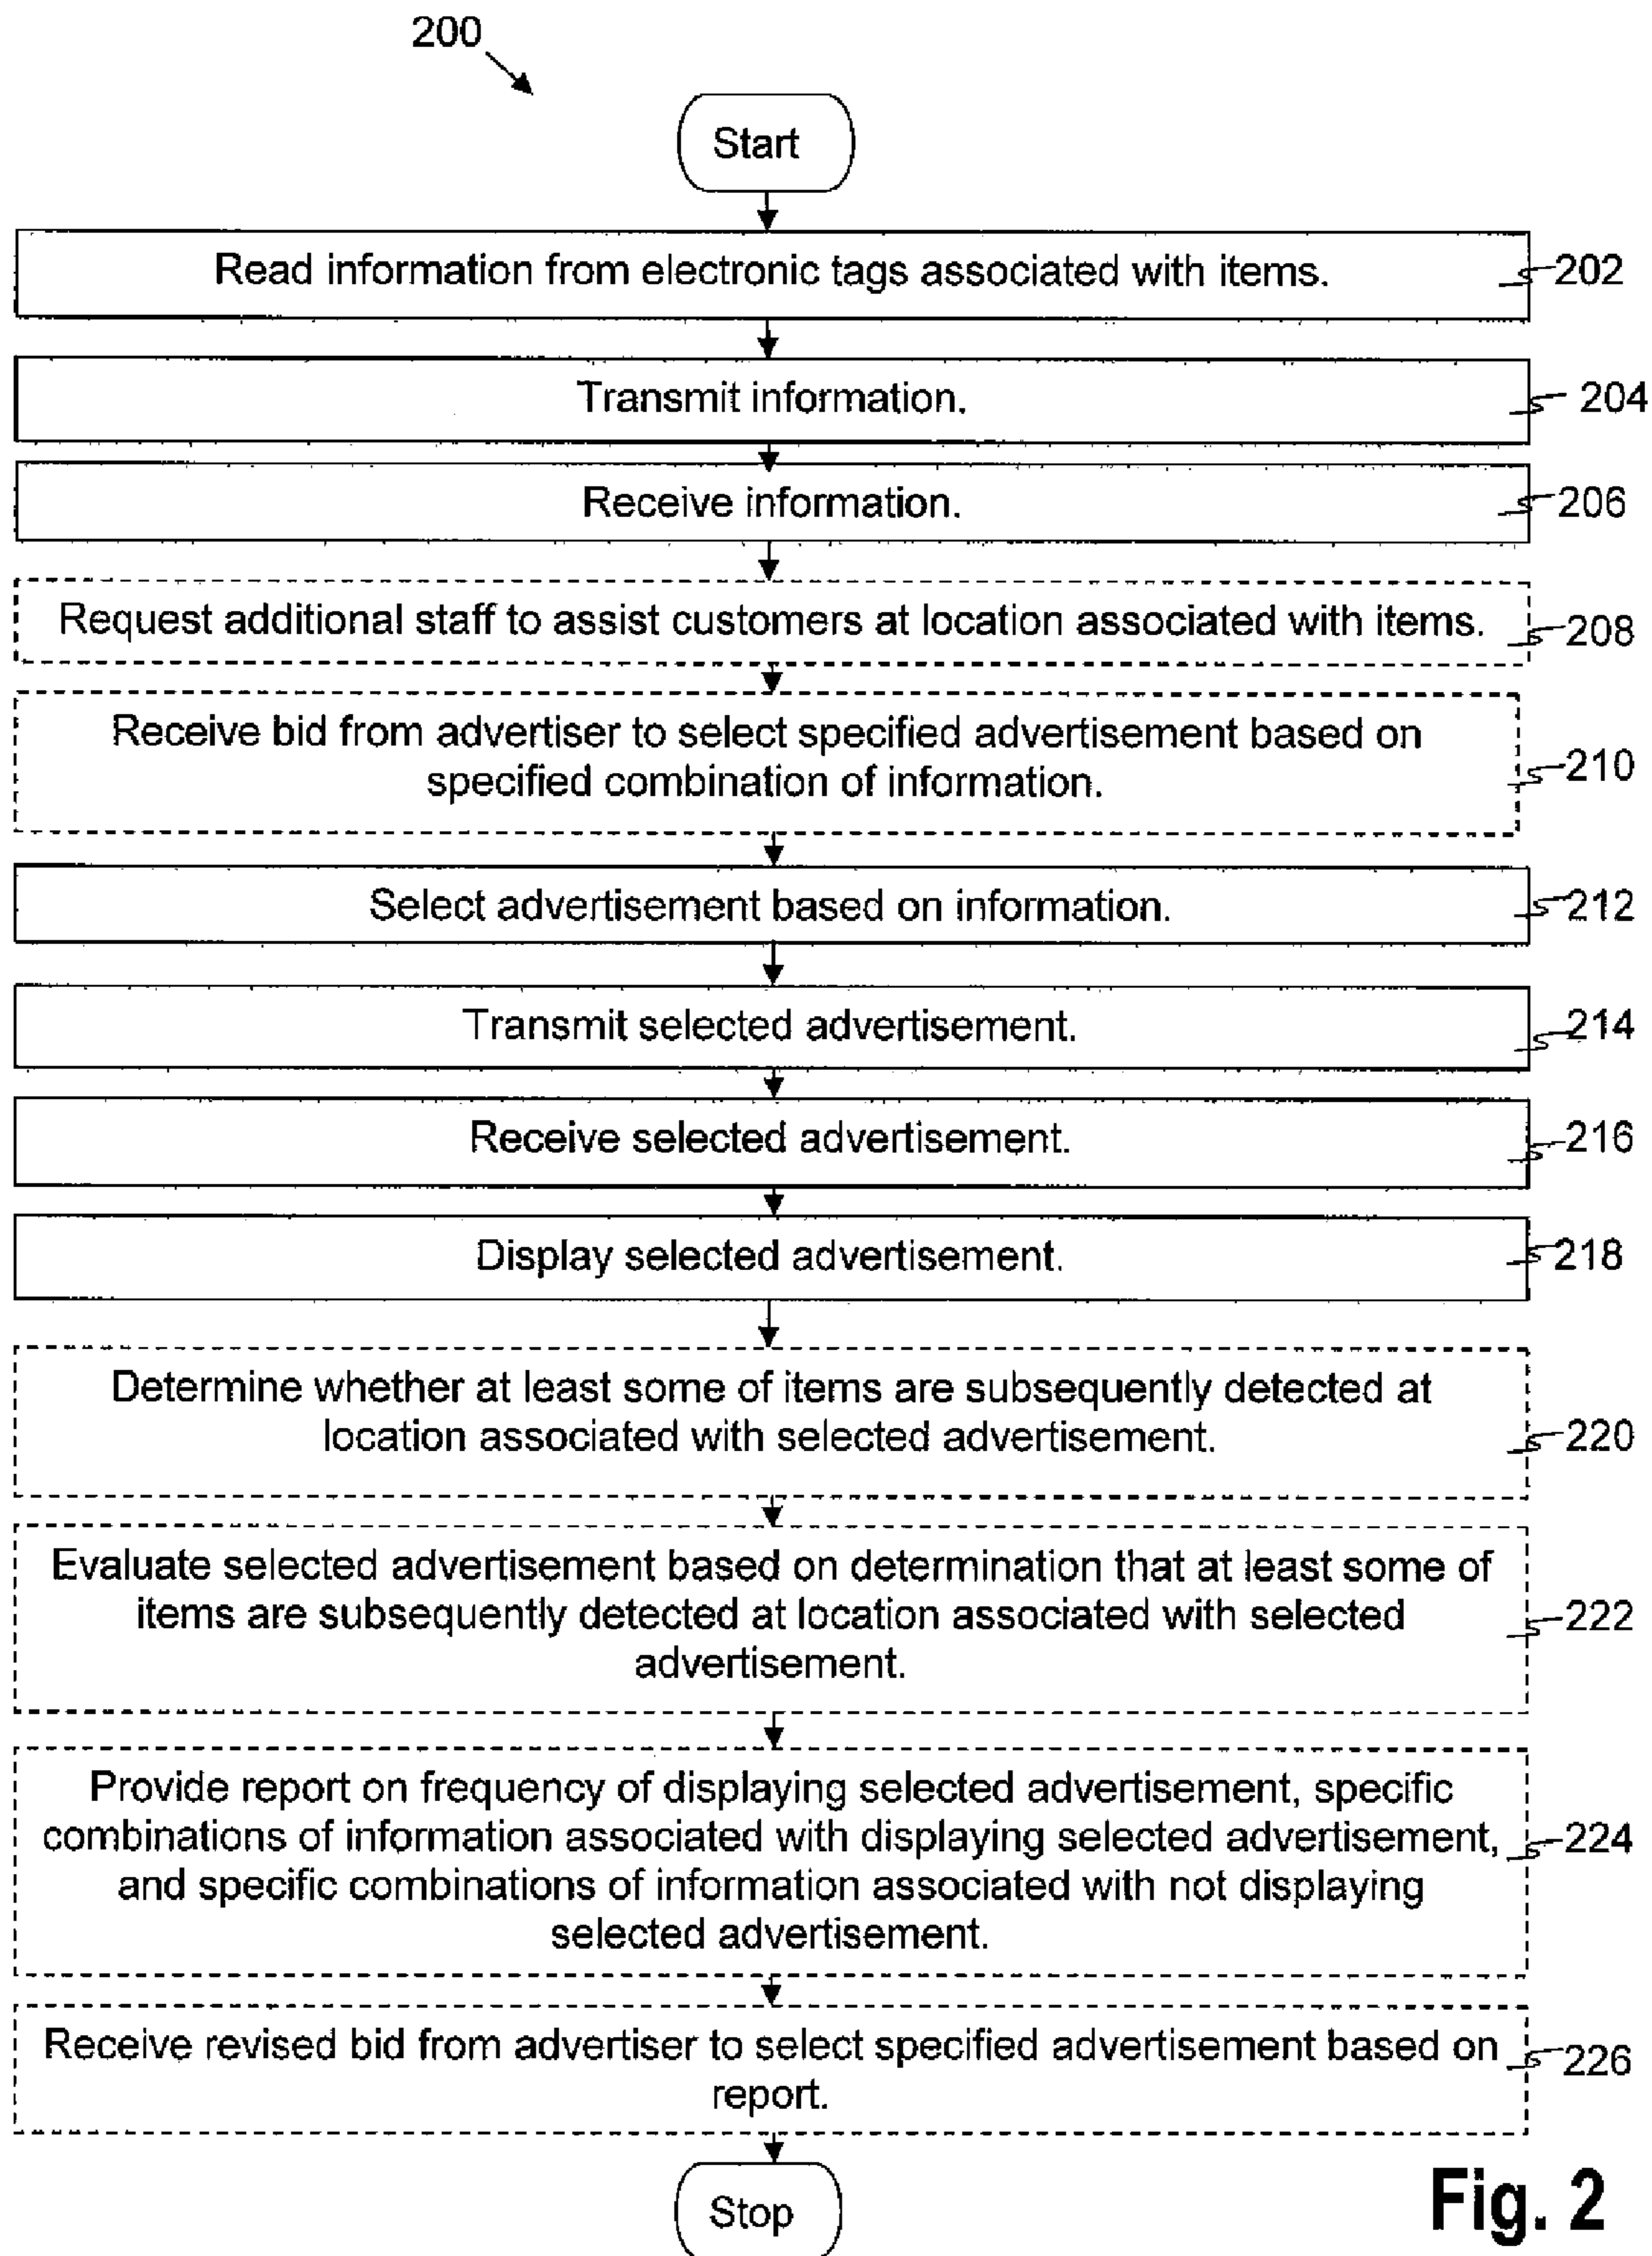 200
Start
Read information from electronic tags associated with items.
202
Transmit information.
204
Receive information.
206
Request additional staff to assist customers at location associated with items.
208
Receive bid from advertiser to select specified advertisement based on
specified combination of information.
210
Select advertisement based on information.
212
Transmit selected advertisement.
214
Receive selected advertisement.
216
Display selected advertisement.
218
Determine whether at least some of items are subsequently detected at
location associated with selected advertisement.
220
Evaluate selected advertisement based on determination that at least some of
items are subsequently detected at location associated with selected
advertisement.
222
Provide report on frequency of displaying selected advertisement, specific
combinations of information associated with displaying selected advertisement,
and specific combinations of information associated with not displaying
selected advertisement.
224
Receive revised bid from advertiser to select specified advertisement based on
report.
226
Stop
Fig. 2